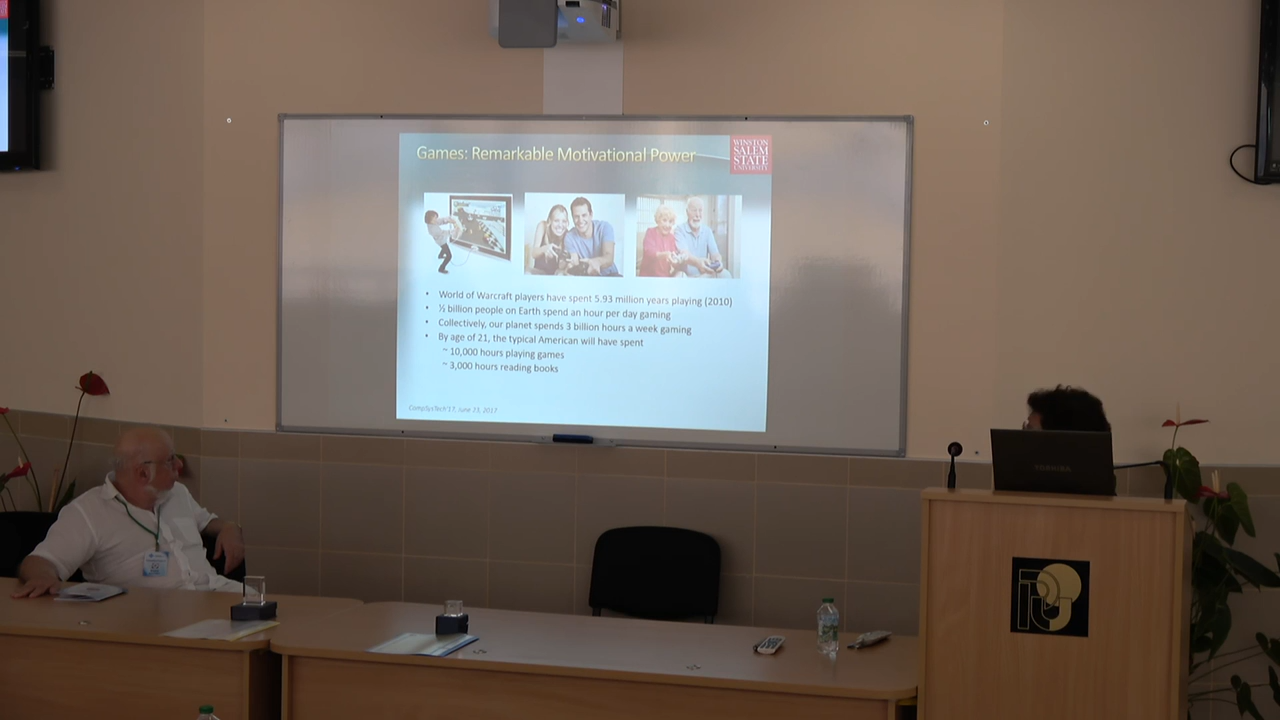 Games: Remarkable Motivational Power
WINSTON
SALEM
STATE
UNIVERSITY
• World of Warcraft players have spent 5.93 million years playing (2010)
• ½ billion people on Earth spend an hour per day gaming
• Collectively, our planet spends 3 billion hours a week gaming
• By age of 21, the typical American will have spent
~ 10,000 hours playing games
~ 3,000 hours reading books
CompSysTech'17, June 23, 2017
TOSHIBA